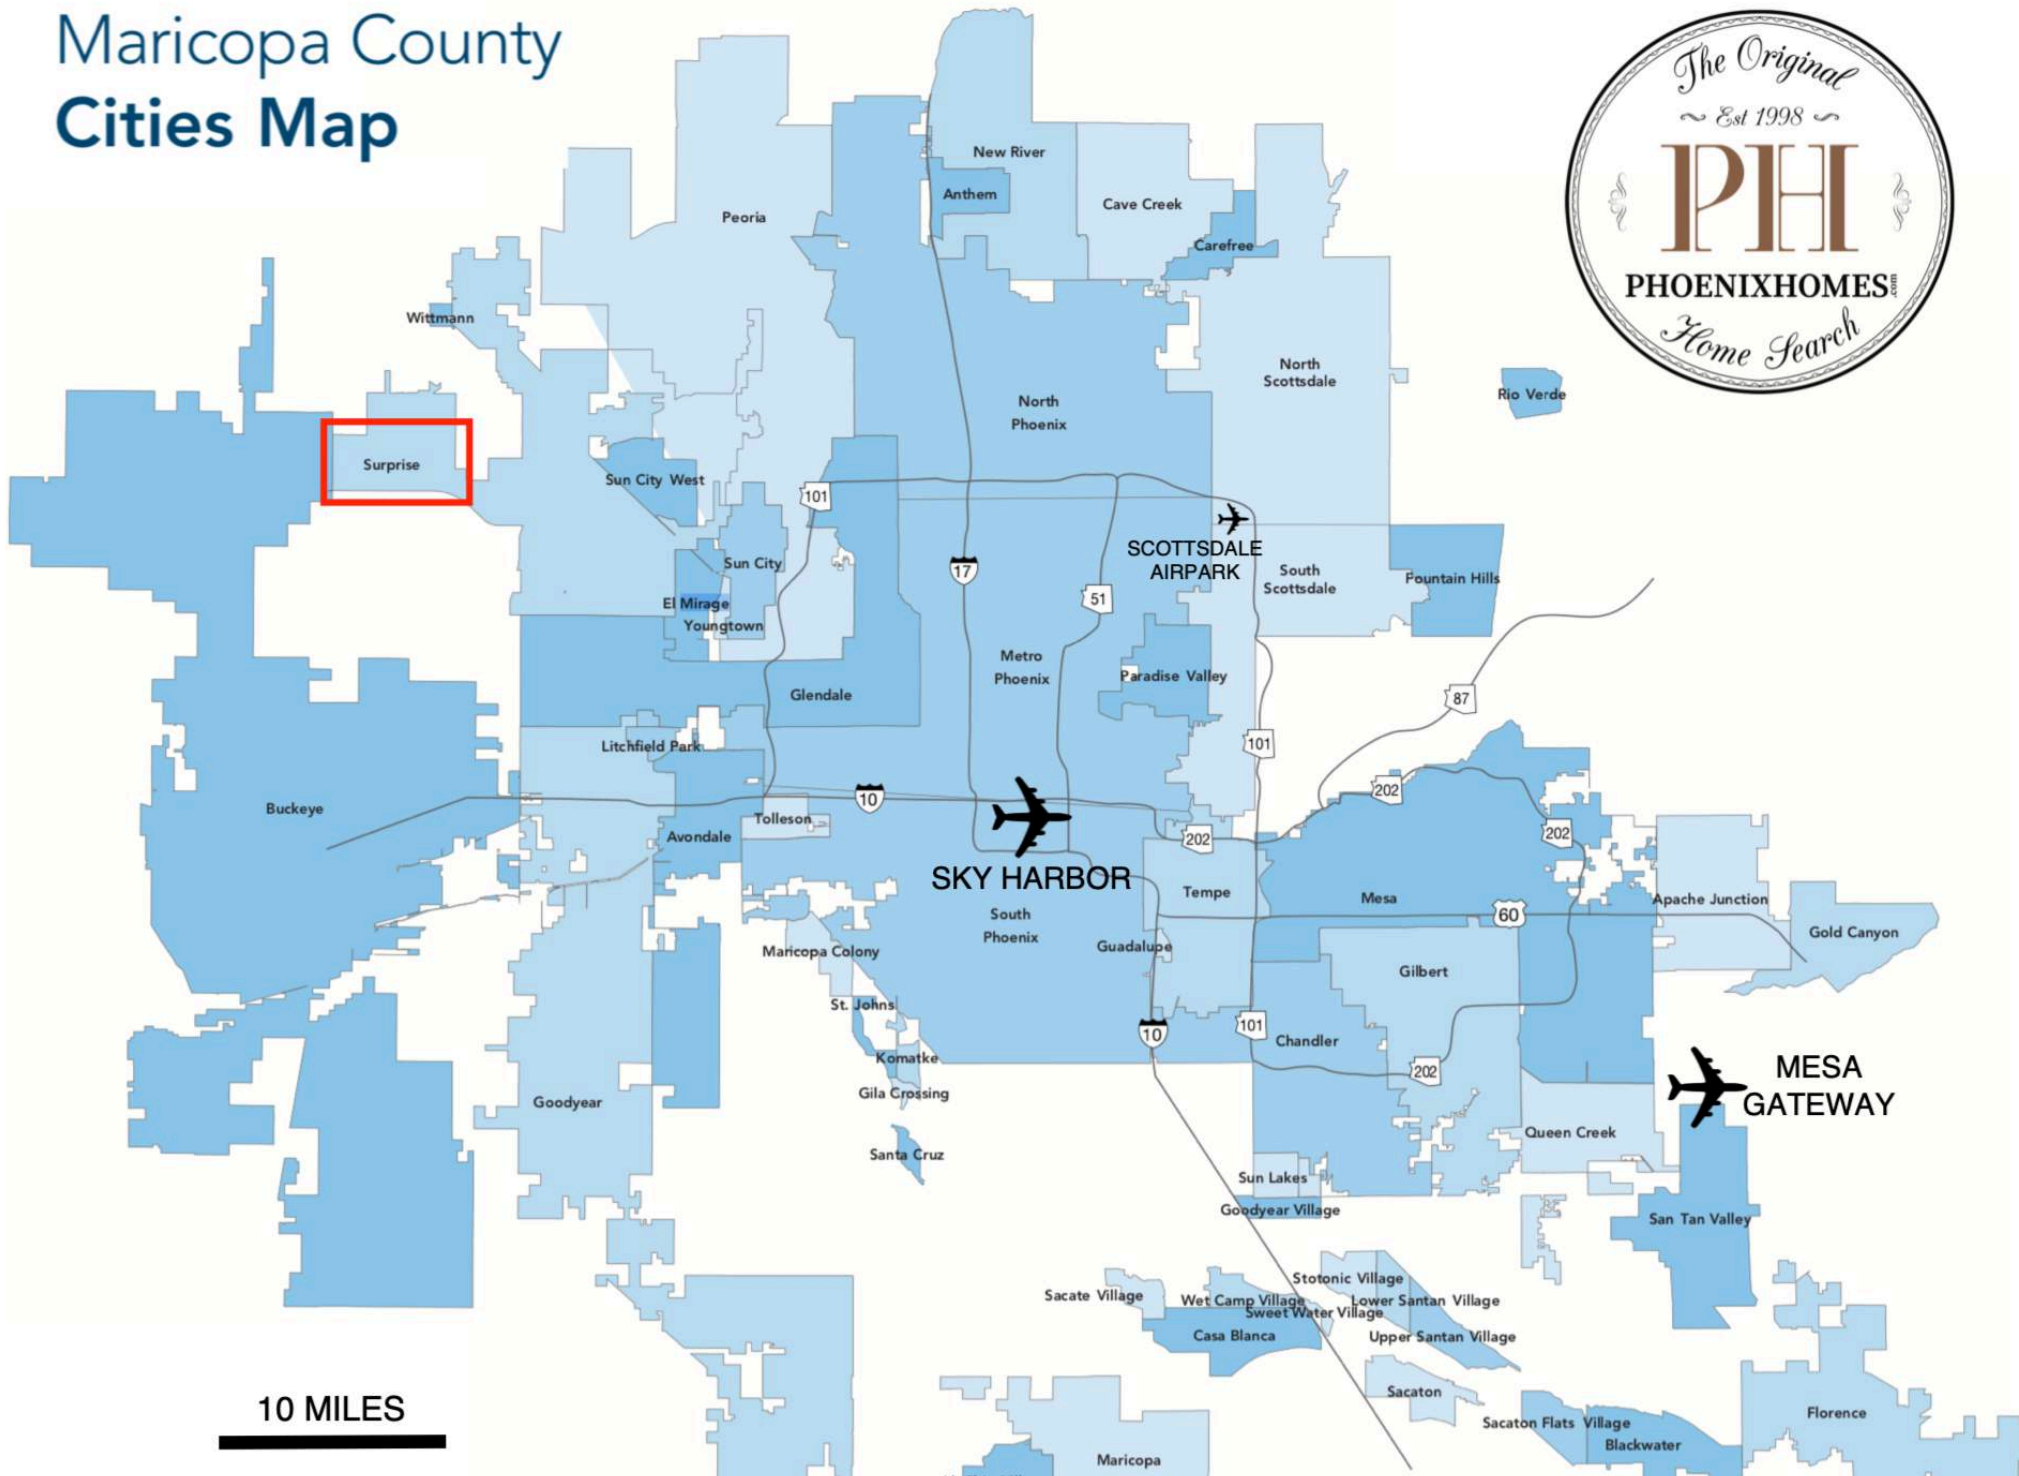 Maricopa County
Cities Map
The Original
Est 1998
PH
PHOENIXHOMES.com
Home Search
New River
Anthem
Cave Creek
Peoria
Carefree
Wittmann
North
Scottsdale
Rio Verde
North
Phoenix
Surprise
Sun City West
101
SCOTTSDALE
AIRPARK
17
Sun City
South
Scottsdale
Fountain Hills
51
El Mirage
Youngtown
Metro
Phoenix
Paradise Valley
Glendale
87
Litchfield Park
101
202
10
Buckeye
Tolleson
Avondale
202
202
SKY HARBOR
Tempe
Mesa
Apache Junction
60
South
Phoenix
Gold Canyon
Maricopa Colony
Guadalupe
Gilbert
St. Johns
10
101
Chandler
Komatke
202
MESA
GATEWAY
Gila Crossing
Goodyear
Queen Creek
Santa Cruz
Sun Lakes
Goodyear Village
San Tan Valley
Stotonic Village
Sacate Village
Wet Camp Village
Lower Santan Village
Sweet Water Village
Casa Blanca
Upper Santan Village
Sacaton
10 MILES
Florence
Sacaton Flats Village
Blackwater
Maricopa